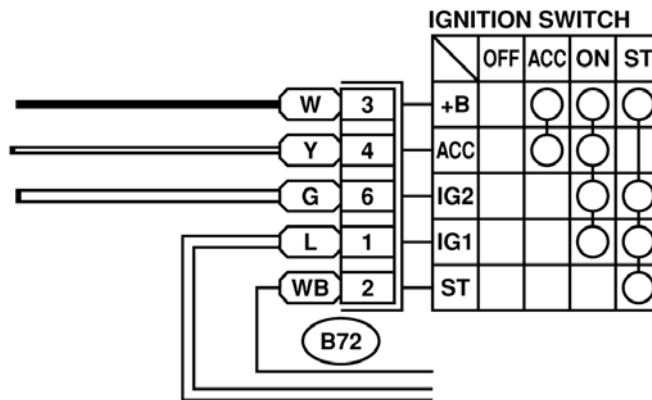 IGNITION SWITCH
OFF ACC ON ST
W 3 +B
Y 4 ACC
G 6 IG2
L 1 IG1
WB 2 ST
B72